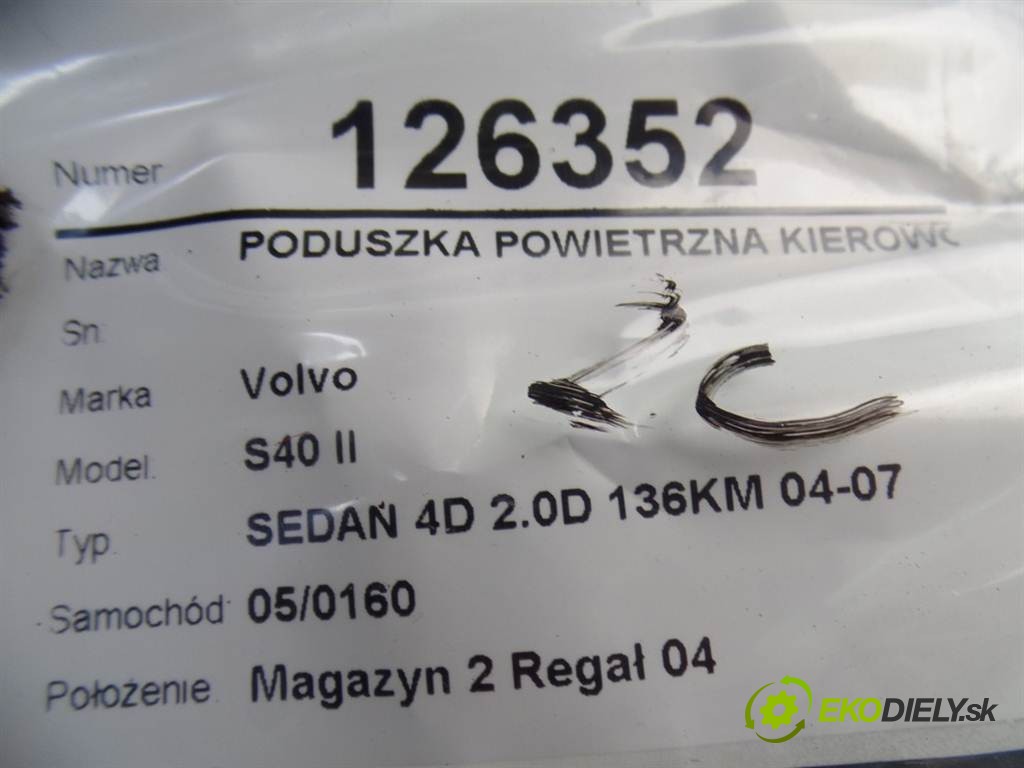 Numer 126352
Nazwa PODUSZKA POWIETRZNA KIEROWC
Sn:
Marka Volvo
Model. S40 II
Typ. SEDAN 4D 2.0D 136KM 04-07
Samochód 05/0160
Położenie. Magazyn 2 Regał 04
EKODIELY.sk